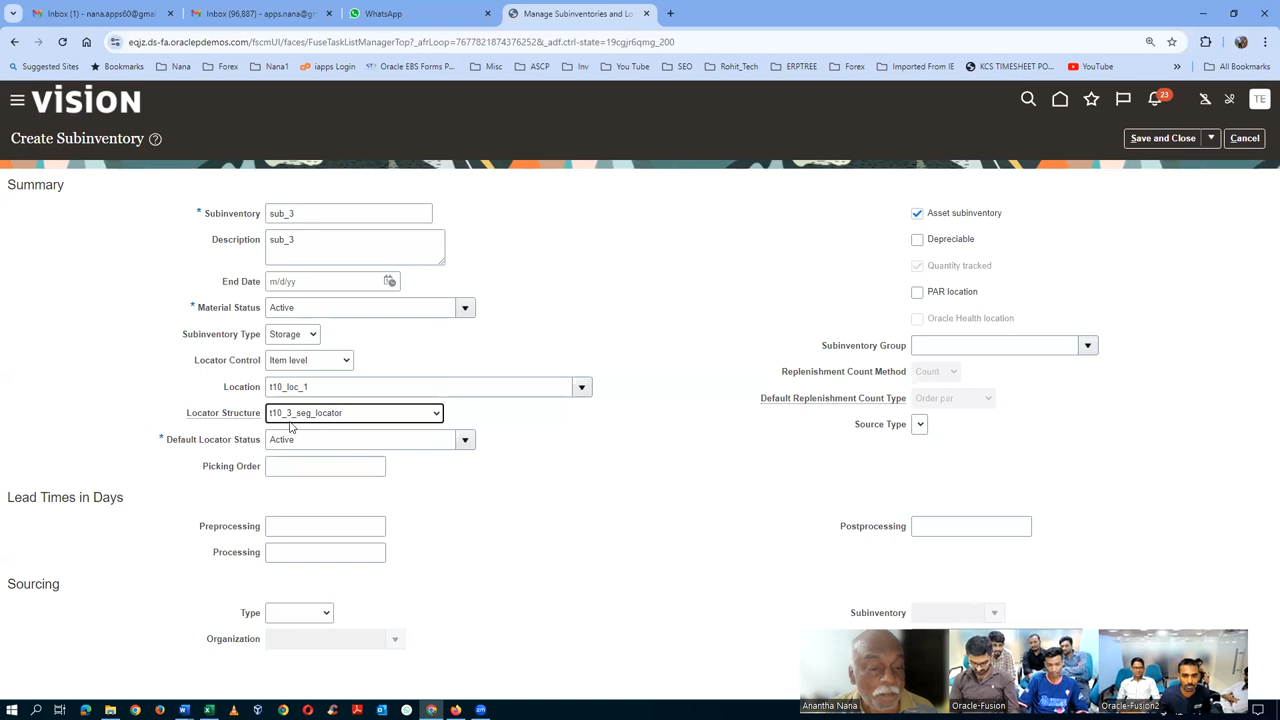 Inbox (1) - nana.apps60@gmail
Inbox (96,887) - apps.nana@gr
WhatsApp
Manage Subinventories and Lo
eqjz.ds-fa.oraclepdemos.com/fscmUI/faces/FuseTaskListManagerTop?_afrLoop=76778218743762528&_adf.ctrl-state=19cgjr6qmg_200
Suggested Sites
Bookmarks
Nana
Forex
Nana1
iapps Login
Oracle EBS Forms P...
Misc
ASCP
Inv
You Tube
SEO
Rohit_Tech
ERPTREE
Forex
Imported From IE
KCS TIMESHEET PO...
YouTube
All Bookmarks
VISION
23
TE
Create Subinventory
Save and Close
Cancel
Summary
* Subinventory sub_3
Asset subinventory
Description sub_3
Depreciable
Quantity tracked
End Date m/d/yy
PAR location
* Material Status Active
Oracle Health location
Subinventory Type Storage
Subinventory Group
Locator Control Item level
Replenishment Count Method Count
Location t10_loc_1
Default Replenishment Count Type Order par
Locator Structure t10_3_seg_locator
Source Type
* Default Locator Status Active
Picking Order
Lead Times in Days
Preprocessing
Postprocessing
Processing
Sourcing
Type
Subinventory
Organization
Anantha Nana
Oracle-Fusion
Oracle-Fusion2